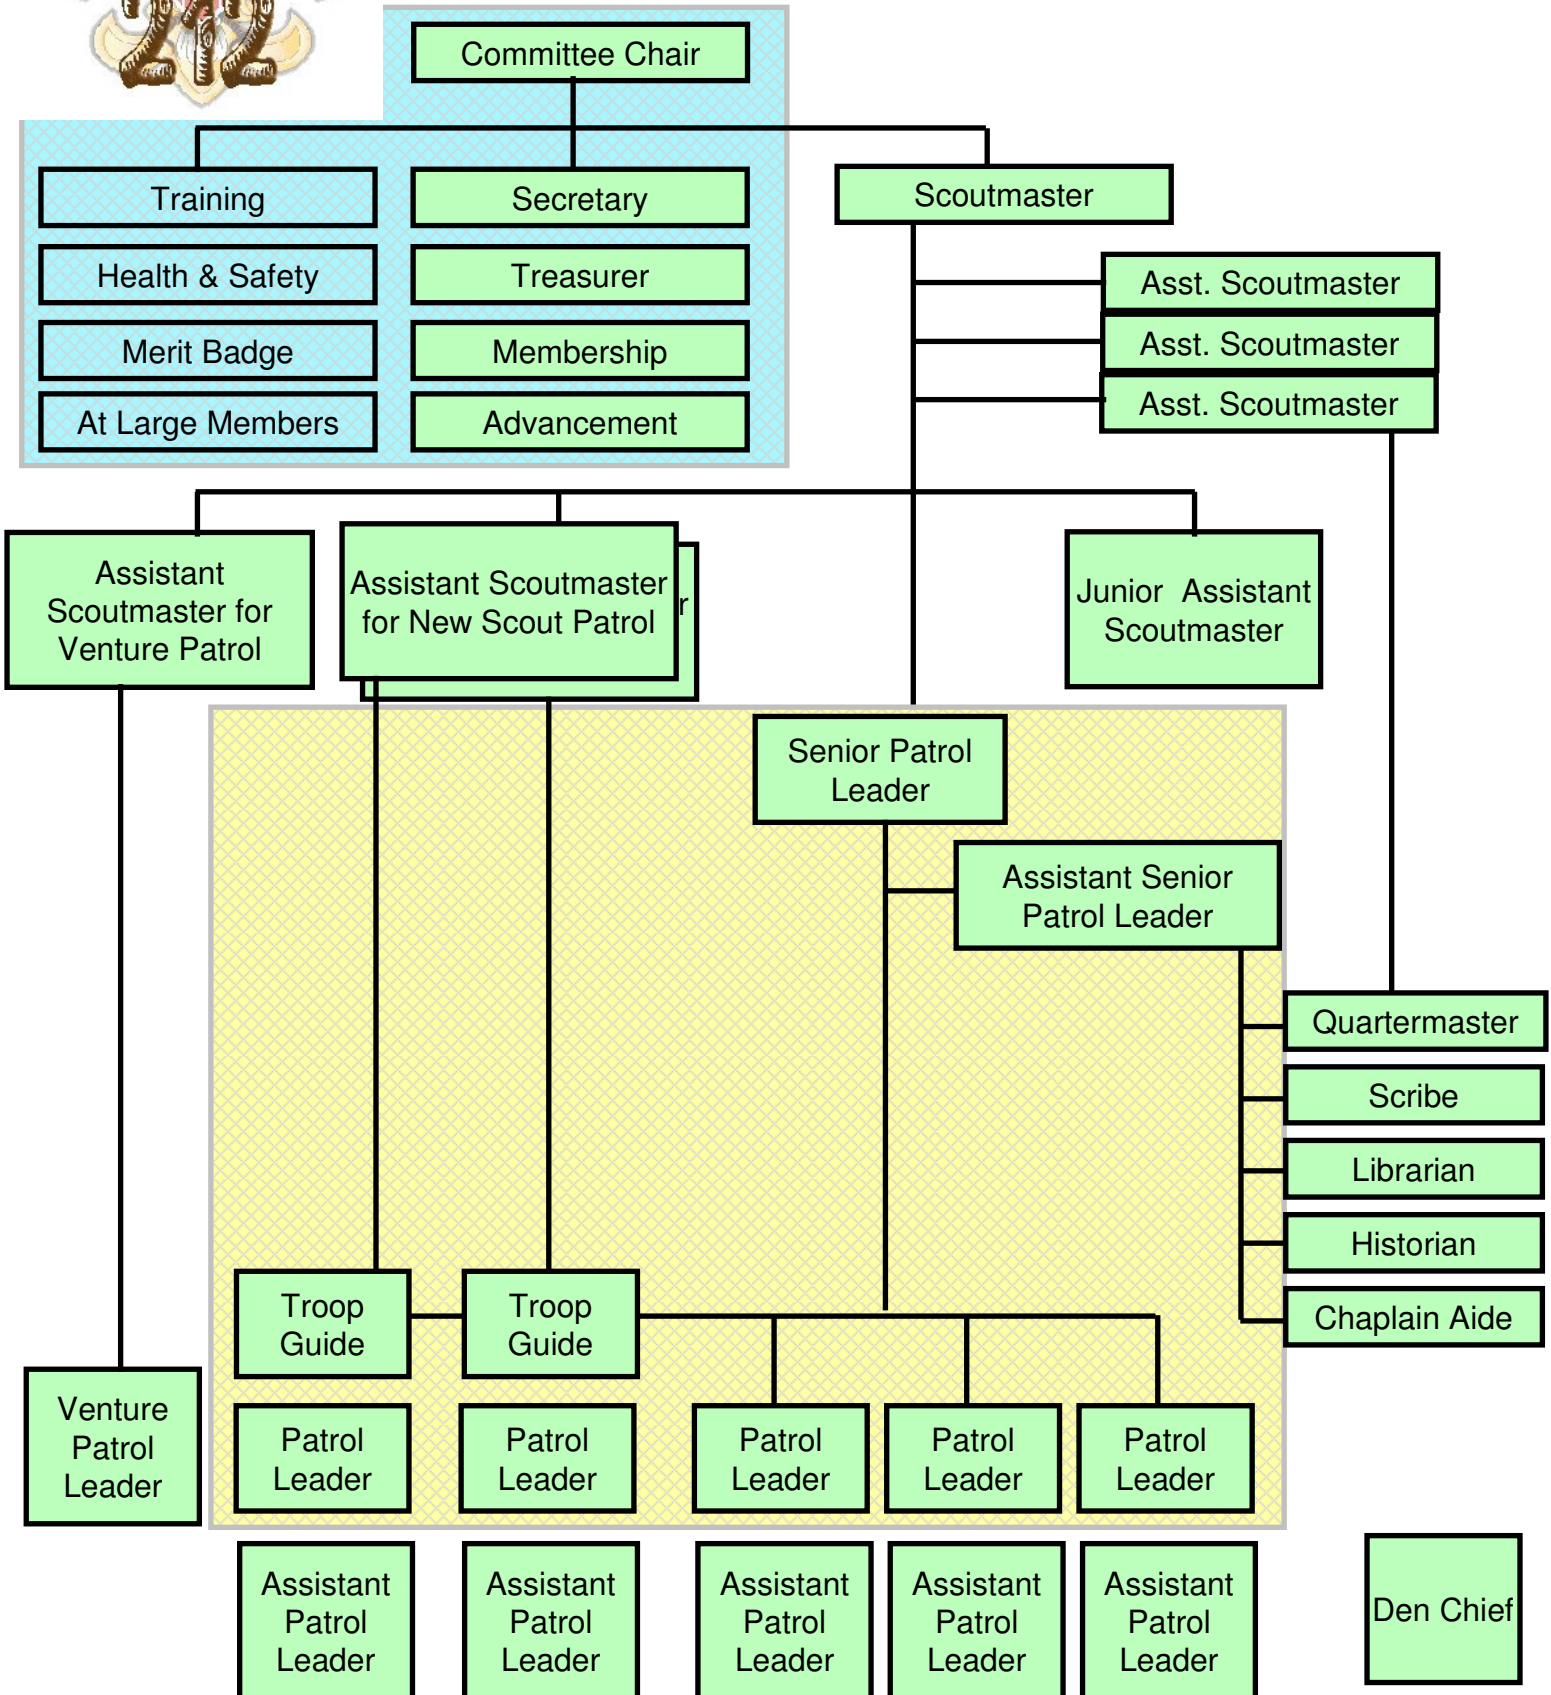 212
Committee Chair
Training
Secretary
Scoutmaster
Health & Safety
Treasurer
Asst. Scoutmaster
Merit Badge
Membership
Asst. Scoutmaster
At Large Members
Advancement
Asst. Scoutmaster
Assistant
Scoutmaster for
Venture Patrol
Assistant Scoutmaster
for New Scout Patrol
r
Junior Assistant
Scoutmaster
Senior Patrol
Leader
Assistant Senior
Patrol Leader
Quartermaster
Scribe
Librarian
Historian
Chaplain Aide
Troop
Guide
Troop
Guide
Venture
Patrol
Leader
Patrol
Leader
Patrol
Leader
Patrol
Leader
Patrol
Leader
Patrol
Leader
Assistant
Patrol
Leader
Assistant
Patrol
Leader
Assistant
Patrol
Leader
Assistant
Patrol
Leader
Assistant
Patrol
Leader
Den Chief